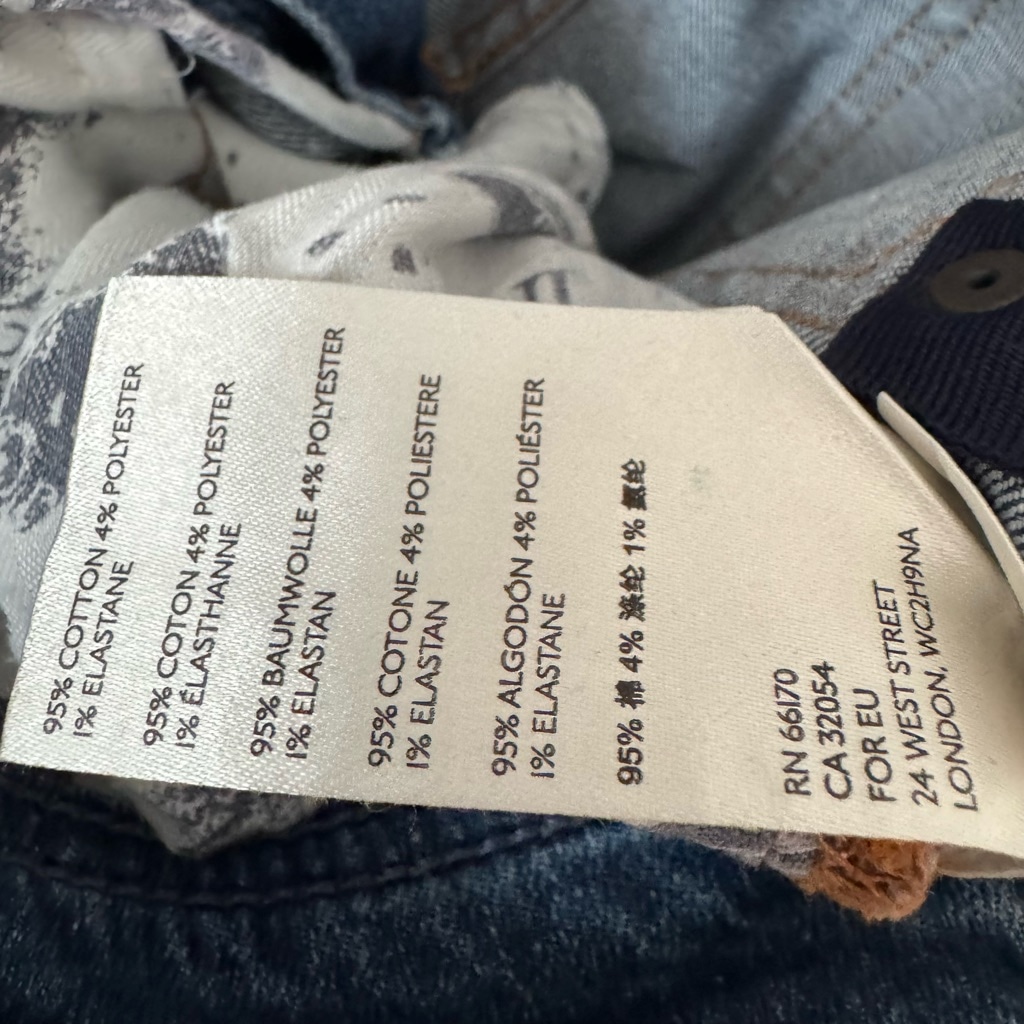 95% COTTON 4% POLYESTER
1% ELASTANE
95% COTON 4% POLYESTER
1% ÉLASTHANNE
95% BAUMWOLLE 4% POLYESTER
1% ELASTAN
95% COTONE 4% POLIESTERE
1% ELASTAN
95% ALGODÓN 4% POLIÉSTER
1% ELASTANE
95% 棉 4% 涤纶 1% 氨纶
RN 66170
CA 32054
FOR EU
24 WEST STREET
LONDON, WC2H9NA